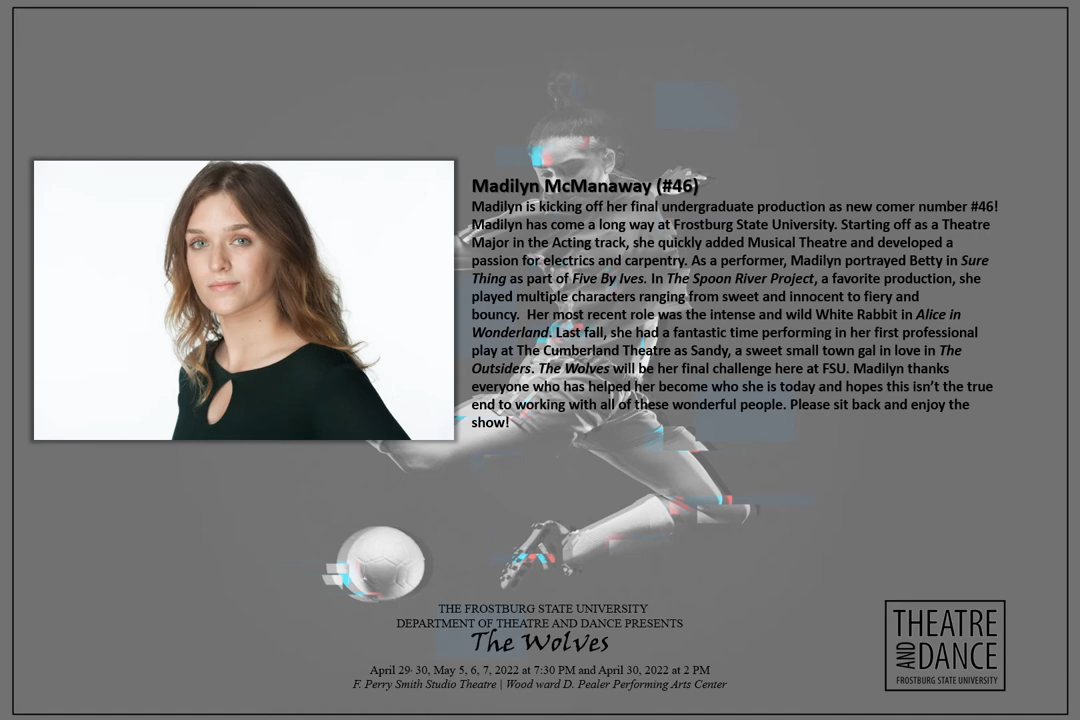 Madilyn McManaway (#46)
Madilyn is kicking off her final undergraduate production as new comer number #46!
Madilyn has come a long way at Frostburg State University. Starting off as a Theatre
Major in the Acting track, she quickly added Musical Theatre and developed a
passion for electrics and carpentry. As a performer, Madilyn portrayed Betty in Sure
Thing as part of Five By Ives. In The Spoon River Project, a favorite production, she
played multiple characters ranging from sweet and innocent to fiery and
bouncy.  Her most recent role was the intense and wild White Rabbit in Alice in
Wonderland. Last fall, she had a fantastic time performing in her first professional
play at The Cumberland Theatre as Sandy, a sweet small town gal in love in The
Outsiders. The Wolves will be her final challenge here at FSU. Madilyn thanks
everyone who has helped her become who she is today and hopes this isn’t the true
end to working with all of these wonderful people. Please sit back and enjoy the
show!
THE FROSTBURG STATE UNIVERSITY
DEPARTMENT OF THEATRE AND DANCE PRESENTS
The Wolves
April 29-30, May 5, 6, 7, 2022 at 7:30 PM and April 30, 2022 at 2 PM
F. Perry Smith Studio Theatre | Wood ward D. Pealer Performing Arts Center
THEATRE
AND DANCE
FROSTBURG STATE UNIVERSITY